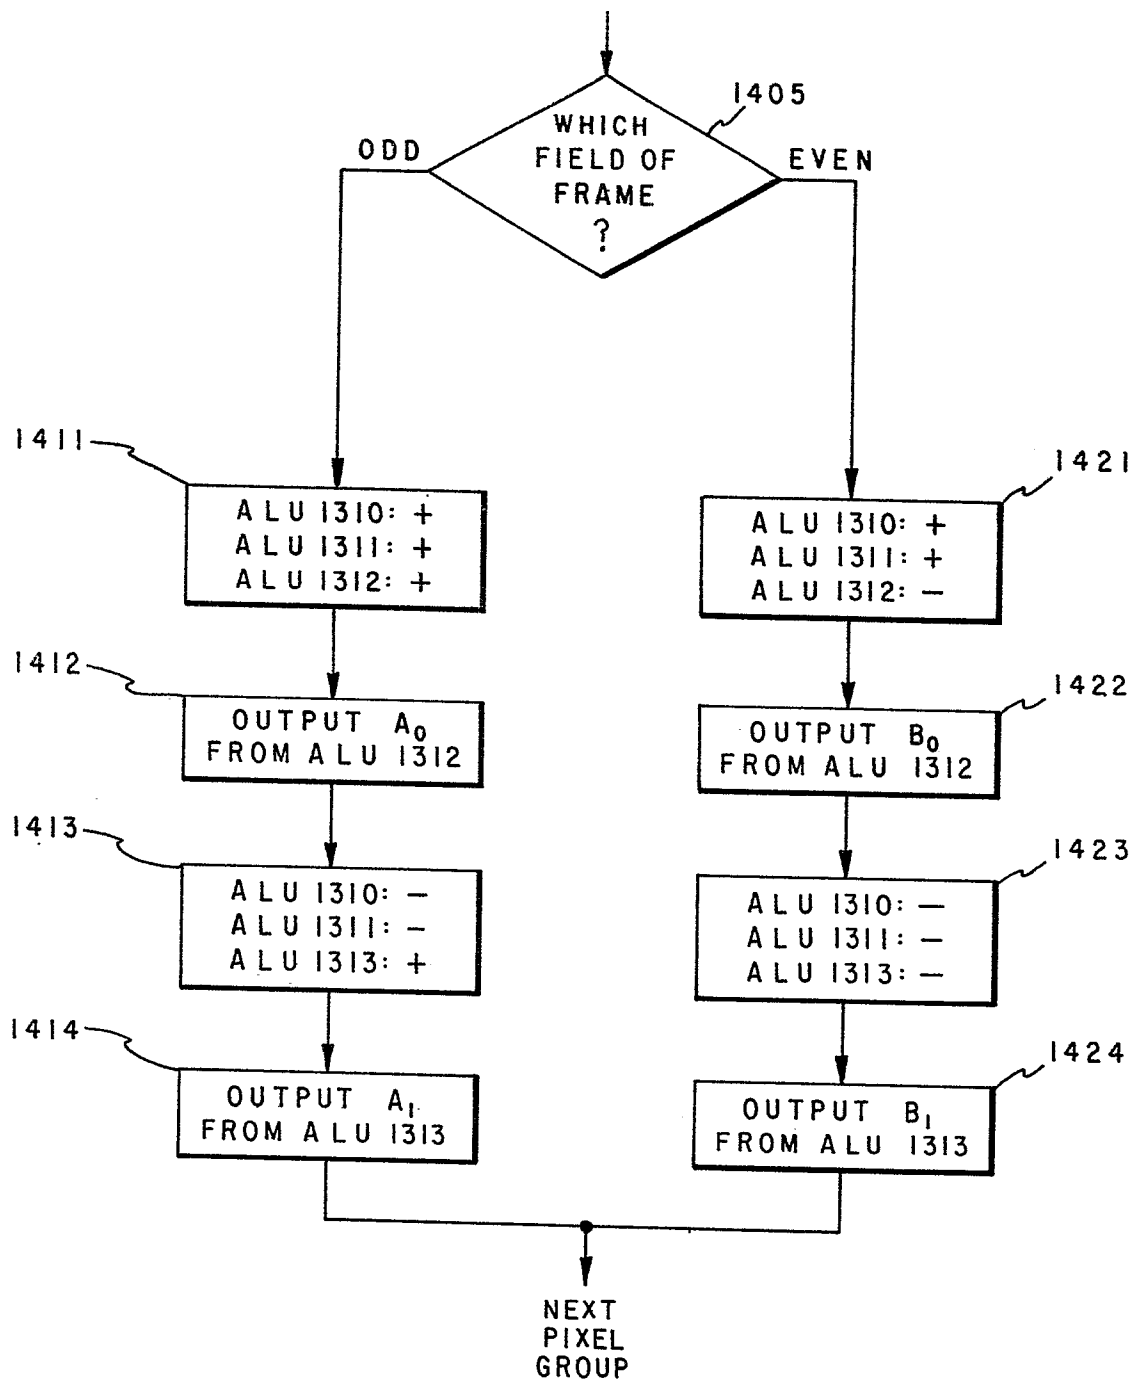 1405
WHICH
FIELD OF
FRAME
?
ODD
EVEN
1411
ALU 1310: +
ALU 1311: +
ALU 1312: +
1421
ALU 1310: +
ALU 1311: +
ALU 1312: −
1412
OUTPUT A₀
FROM ALU 1312
1422
OUTPUT B₀
FROM ALU 1312
1413
ALU 1310: −
ALU 1311: −
ALU 1313: +
1423
ALU 1310: −
ALU 1311: −
ALU 1313: −
1414
OUTPUT A₁
FROM ALU 1313
1424
OUTPUT B₁
FROM ALU 1313
NEXT
PIXEL
GROUP